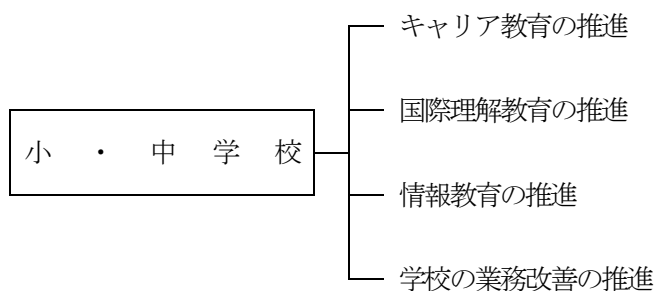 キャリア教育の推進
国際理解教育の推進
小・中学校
情報教育の推進
学校の業務改善の推進